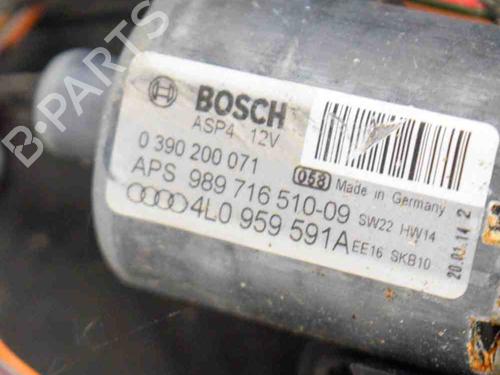 BOSCH
ASP4 12V
0 390 200 071
058 Made in Germany
APS 989 716 510-09 SW22 HW14
4L0 959 591A EE16 SKB10
20.03.14 2
B-PARTS